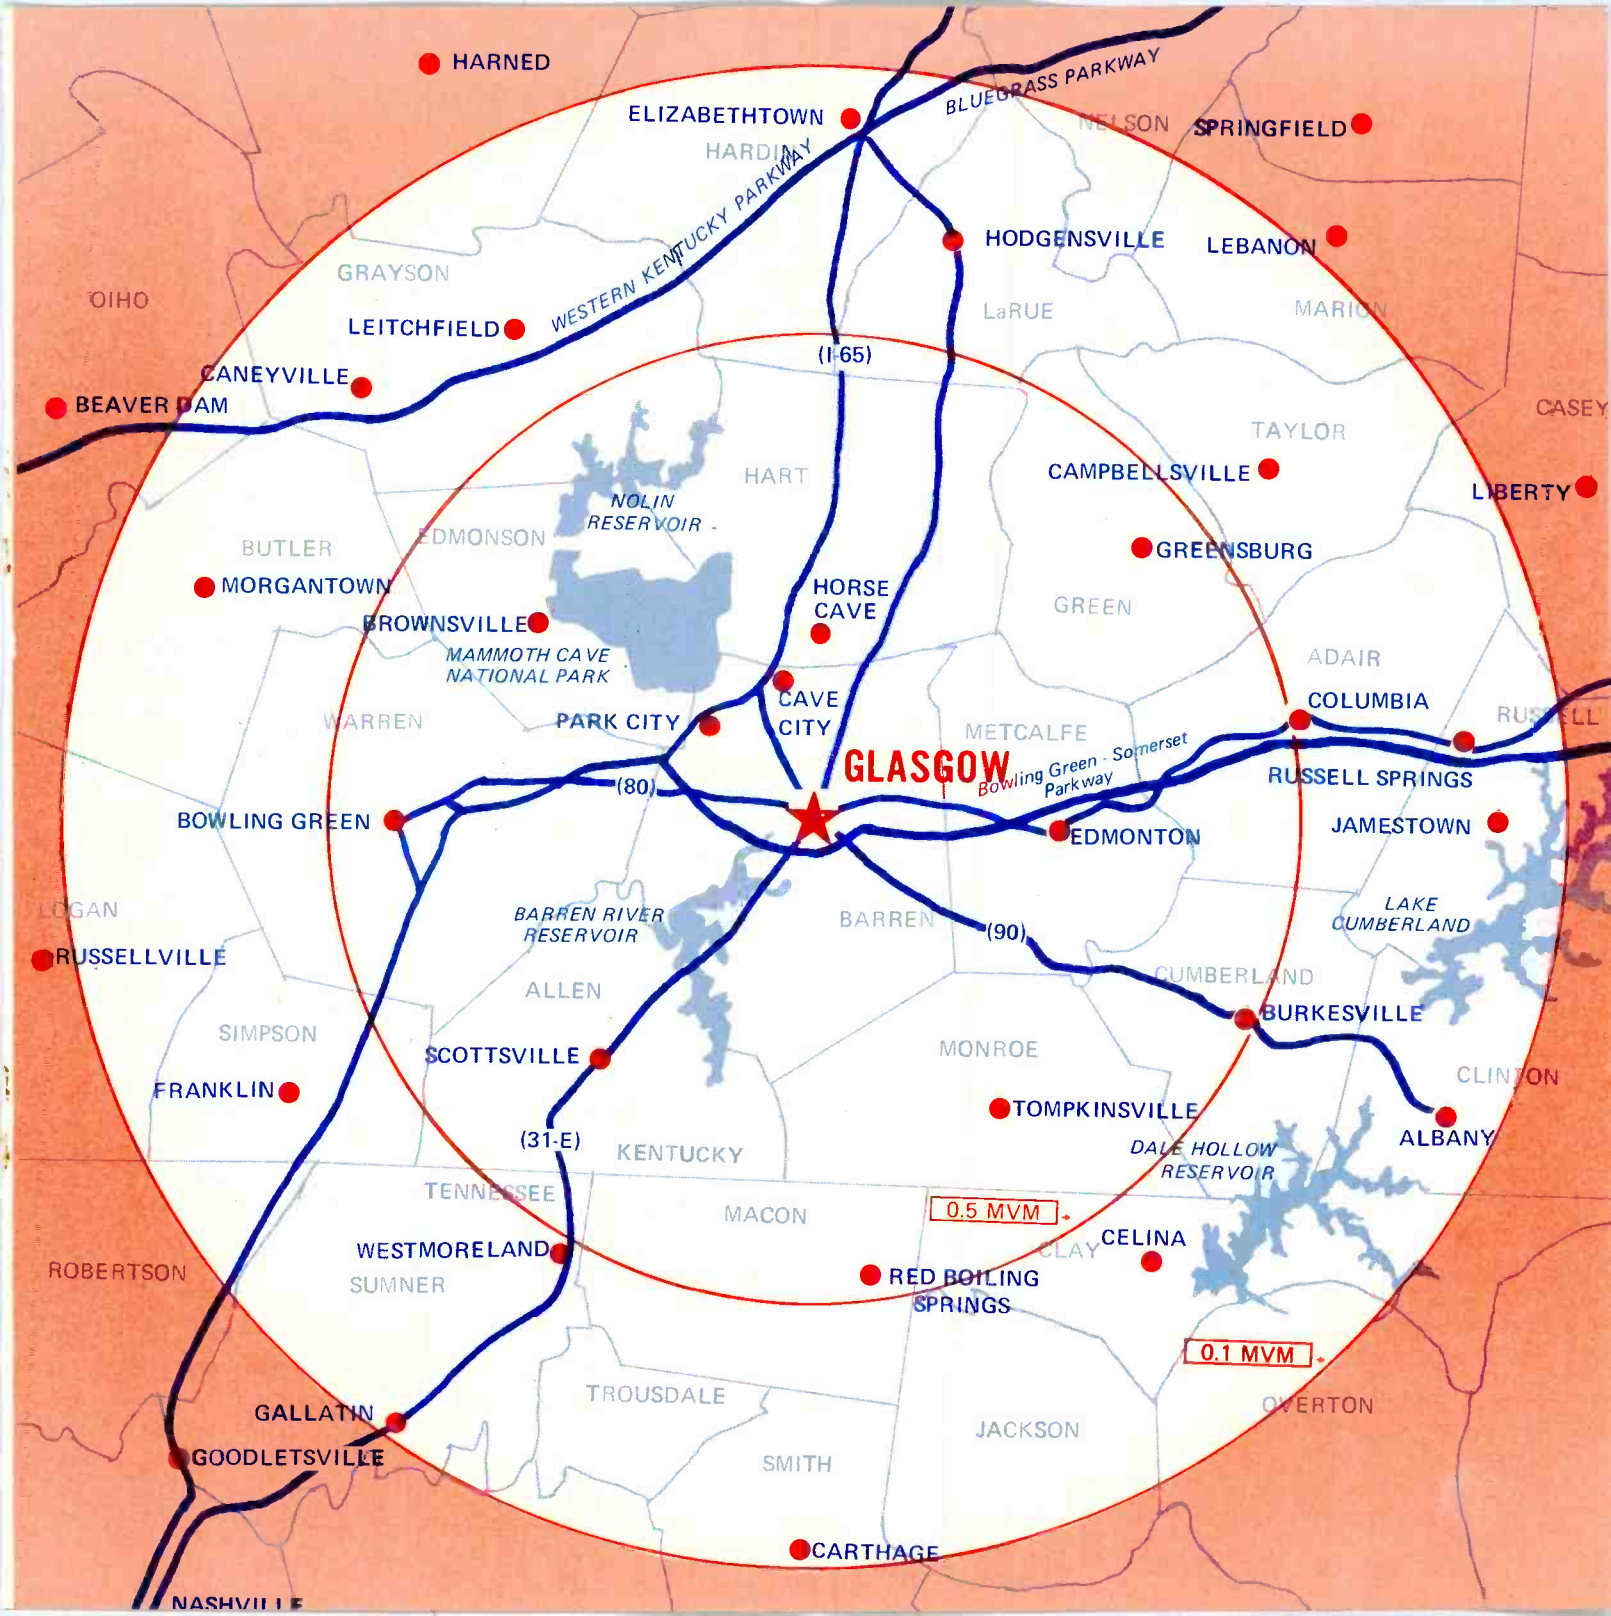 HARNED
ELIZABETHTOWN
BLUEGRASS PARKWAY
NELSON
SPRINGFIELD
HARDIN
WESTERN KENTUCKY PARKWAY
HODGENSVILLE
LEBANON
GRAYSON
OIHO
LaRUE
MARION
LEITCHFIELD
(I-65)
CANEYVILLE
BEAVER DAM
CASEY
TAYLOR
HART
CAMPBELLSVILLE
LIBERTY
NOLIN
RESERVOIR
EDMONSON
BUTLER
GREENSBURG
MORGANTOWN
HORSE
CAVE
GREEN
BROWNSVILLE
MAMMOTH CAVE
NATIONAL PARK
ADAIR
CAVE
CITY
COLUMBIA
RUSSELL
WARREN
PARK CITY
METCALFE
GLASGOW
Bowling Green - Somerset
Parkway
RUSSELL SPRINGS
(80)
BOWLING GREEN
JAMESTOWN
EDMONTON
LOGAN
BARREN RIVER
RESERVOIR
BARREN
(90)
LAKE
CUMBERLAND
RUSSELLVILLE
CUMBERLAND
ALLEN
BURKESVILLE
SIMPSON
SCOTTSVILLE
MONROE
CLINTON
FRANKLIN
TOMPKINSVILLE
ALBANY
(31-E)
KENTUCKY
DALE HOLLOW
RESERVOIR
TENNESSEE
MACON
0.5 MVM
CELINA
CLAY
WESTMORELAND
ROBERTSON
SUMNER
RED BOILING
SPRINGS
0.1 MVM
TROUSDALE
OVERTON
GALLATIN
JACKSON
GOODLETSVILLE
SMITH
CARTHAGE
NASHVILLE